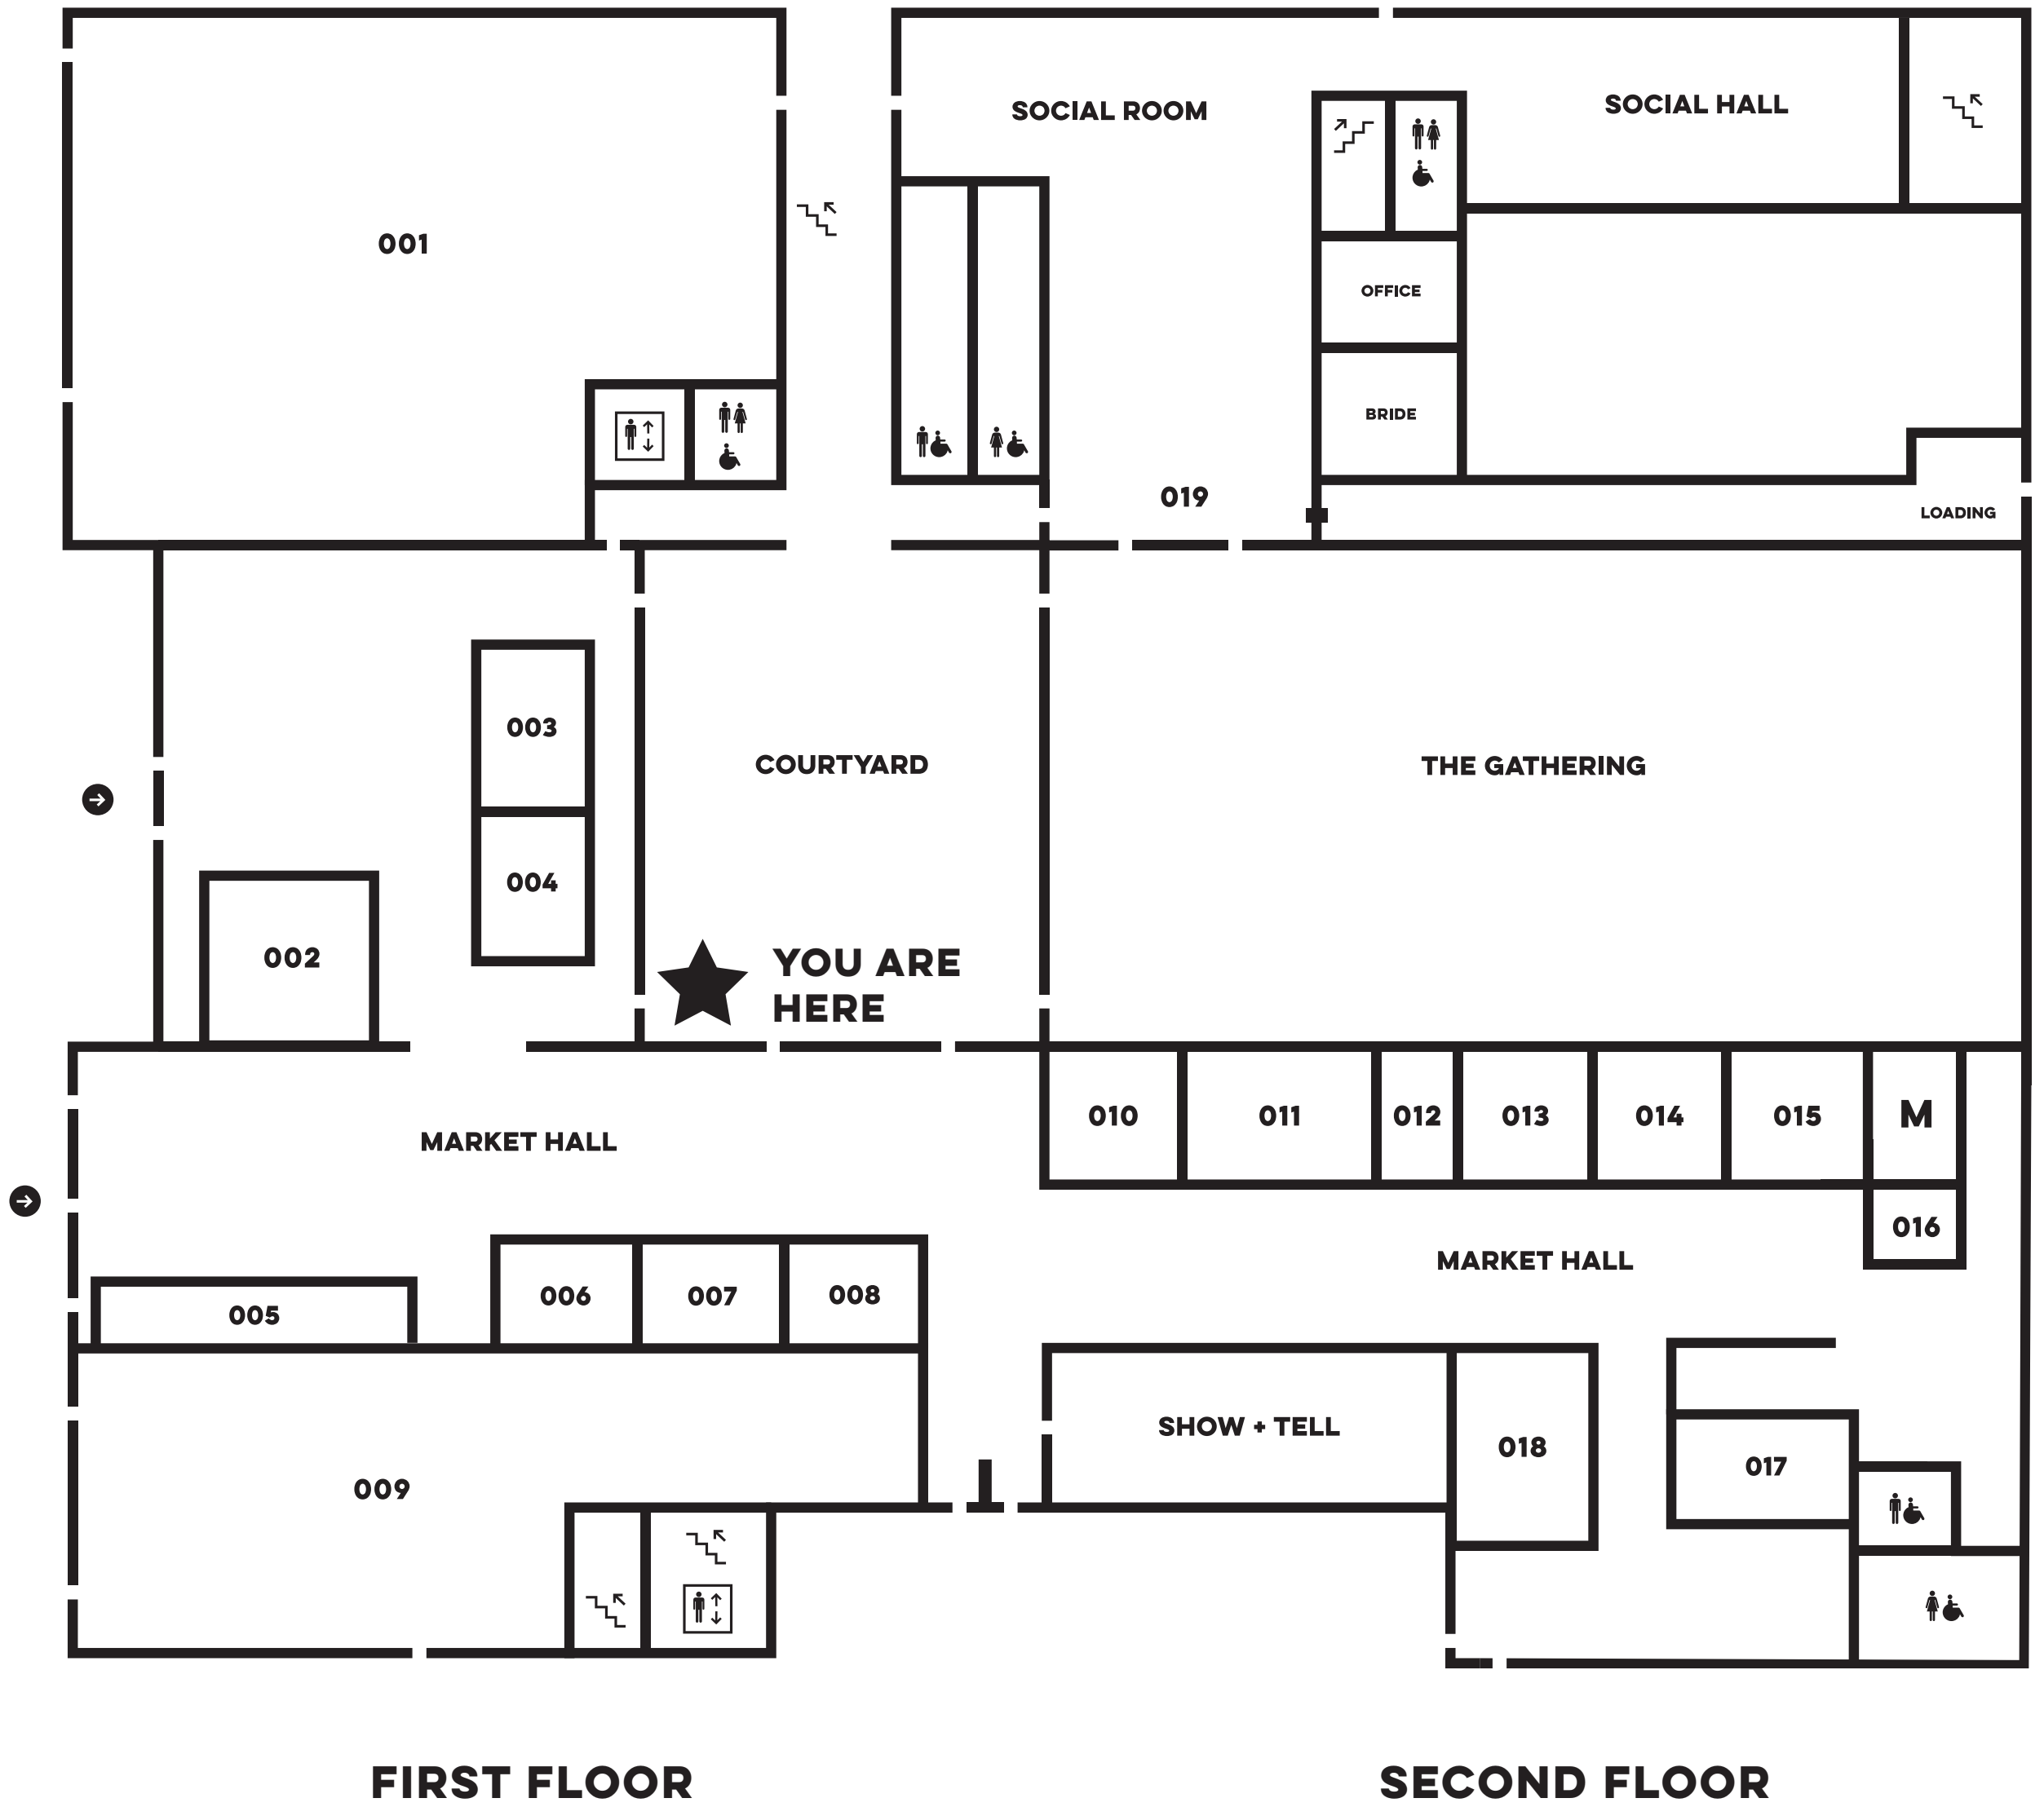 SOCIAL ROOM
SOCIAL HALL
001
OFFICE
BRIDE
019
LOADING
003
COURTYARD
THE GATHERING
004
002
YOU ARE
HERE
010
011
012
013
014
015
M
MARKET HALL
016
MARKET HALL
005
006
007
008
SHOW + TELL
018
017
009
FIRST FLOOR
SECOND FLOOR